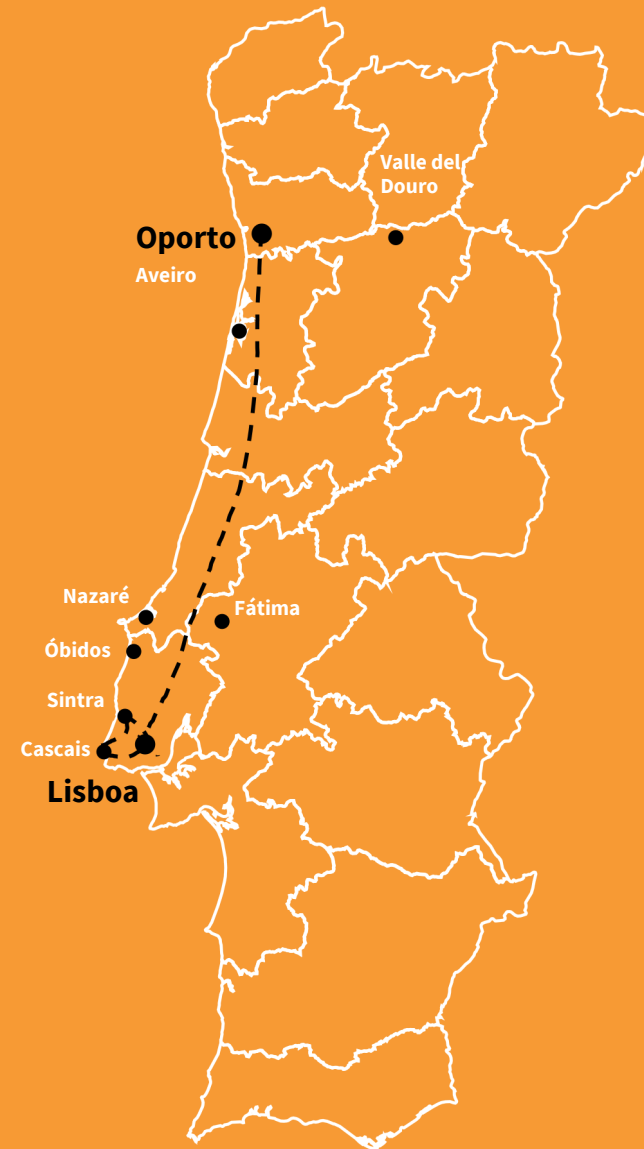 Valle del
Douro
Oporto
Aveiro
Nazaré
Fátima
Óbidos
Sintra
Cascais
Lisboa